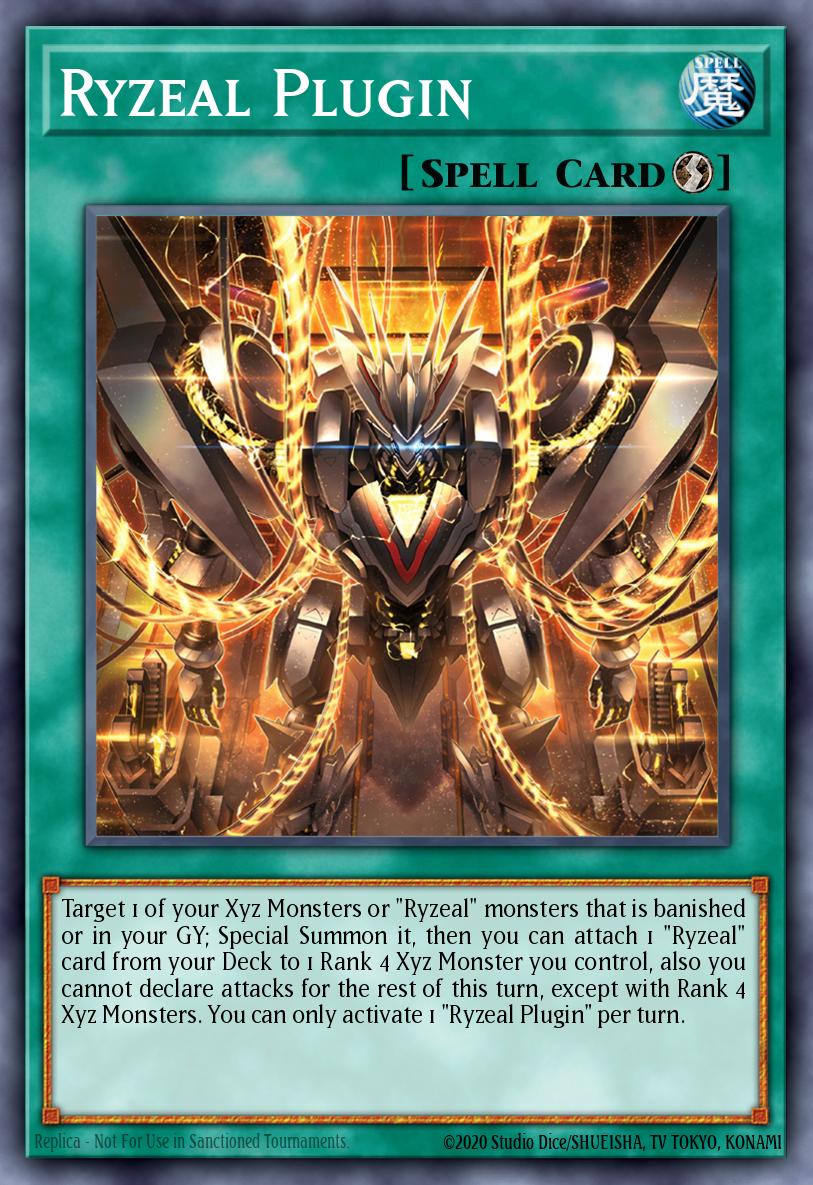 Ryzeal Plugin
SPELL
魔
[Spell Card]
Target 1 of your Xyz Monsters or "Ryzeal" monsters that is banished
or in your GY; Special Summon it, then you can attach 1 "Ryzeal"
card from your Deck to 1 Rank 4 Xyz Monster you control, also you
cannot declare attacks for the rest of this turn, except with Rank 4
Xyz Monsters. You can only activate 1 "Ryzeal Plugin" per turn.
Replica - Not For Use in Sanctioned Tournaments.
©2020 Studio Dice/SHUEISHA, TV TOKYO, KONAMI